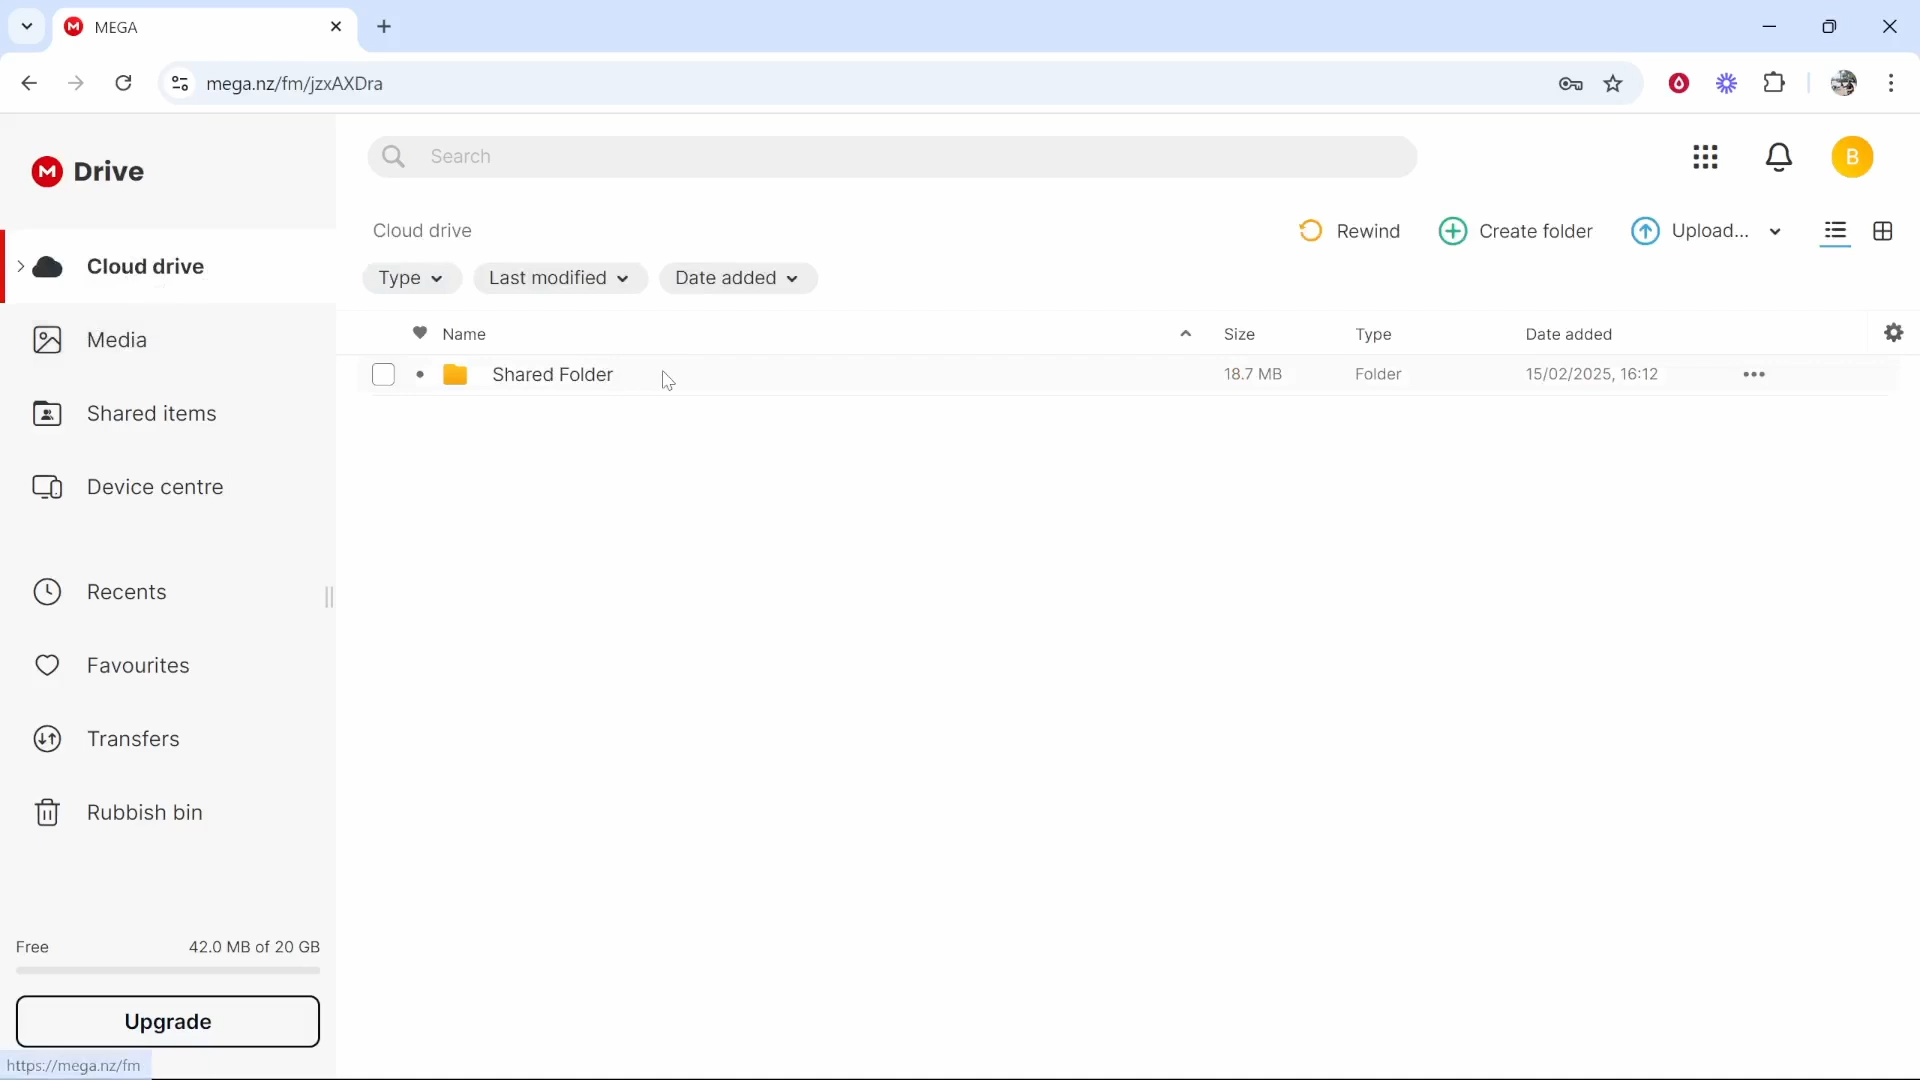 MEGA
mega.nz/fm/jzxAXDra
M Drive
Search
B
Cloud drive
Rewind
Create folder
Upload...
Cloud drive
Type
Last modified
Date added
Media
Name
Size
Type
Date added
Shared Folder
18.7 MB
Folder
15/02/2025, 16:12
Shared items
Device centre
Recents
Favourites
Transfers
Rubbish bin
Free
42.0 MB of 20 GB
Upgrade
https://mega.nz/fm